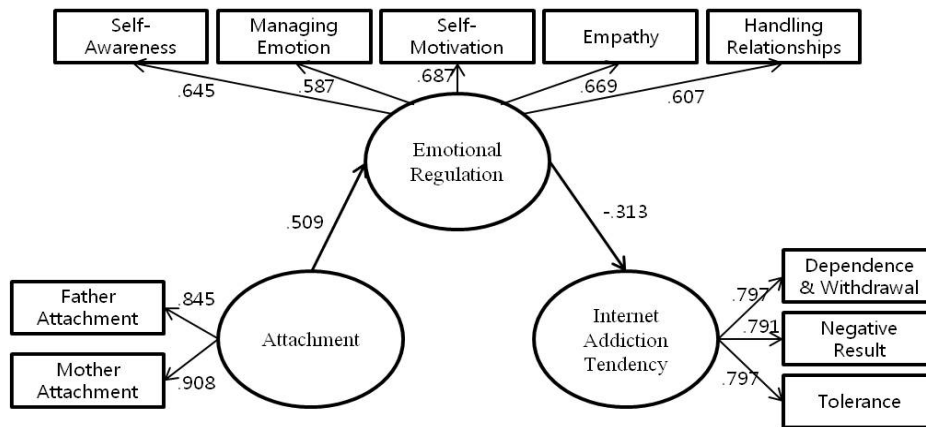 Self-
Awareness
Managing
Emotion
Self-
Motivation
Empathy
Handling
Relationships
.645
.587
.687
.669
.607
Emotional
Regulation
.509
-.313
Father
Attachment
.845
Mother
Attachment
.908
Attachment
Internet
Addiction
Tendency
.797
.791
.797
Dependence
& Withdrawal
Negative
Result
Tolerance